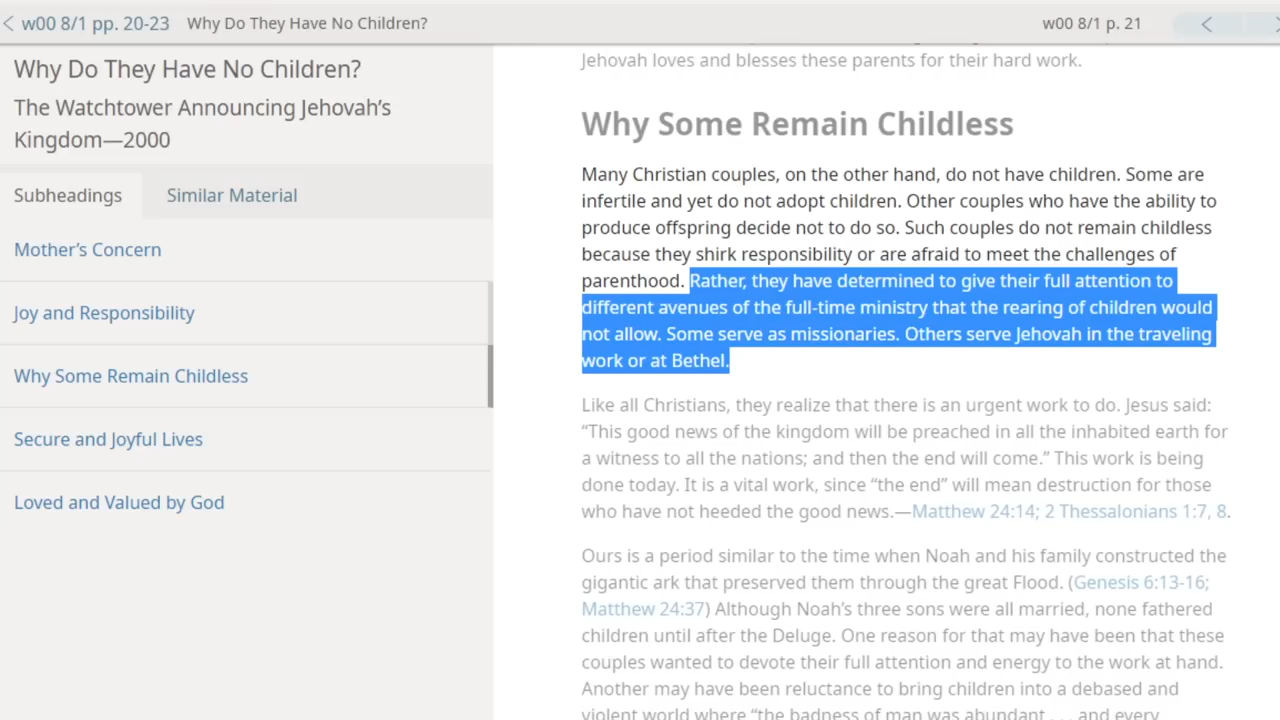 w00 8/1 pp. 20-23 Why Do They Have No Children? w00 8/1 p. 21
Why Do They Have No Children?
The Watchtower Announcing Jehovah’s
Kingdom—2000
Subheadings Similar Material
Mother’s Concern
Joy and Responsibility
Why Some Remain Childless
Secure and Joyful Lives
Loved and Valued by God
Jehovah loves and blesses these parents for their hard work.
Why Some Remain Childless
Many Christian couples, on the other hand, do not have children. Some are
infertile and yet do not adopt children. Other couples who have the ability to
produce offspring decide not to do so. Such couples do not remain childless
because they shirk responsibility or are afraid to meet the challenges of
parenthood. Rather, they have determined to give their full attention to
different avenues of the full-time ministry that the rearing of children would
not allow. Some serve as missionaries. Others serve Jehovah in the traveling
work or at Bethel.
Like all Christians, they realize that there is an urgent work to do. Jesus said:
“This good news of the kingdom will be preached in all the inhabited earth for
a witness to all the nations; and then the end will come.” This work is being
done today. It is a vital work, since “the end” will mean destruction for those
who have not heeded the good news.—Matthew 24:14; 2 Thessalonians 1:7, 8.
Ours is a period similar to the time when Noah and his family constructed the
gigantic ark that preserved them through the great Flood. (Genesis 6:13-16;
Matthew 24:37) Although Noah’s three sons were all married, none fathered
children until after the Deluge. One reason for that may have been that these
couples wanted to devote their full attention and energy to the work at hand.
Another may have been reluctance to bring children into a debased and
violent world where “the badness of man was abundant . . . and every